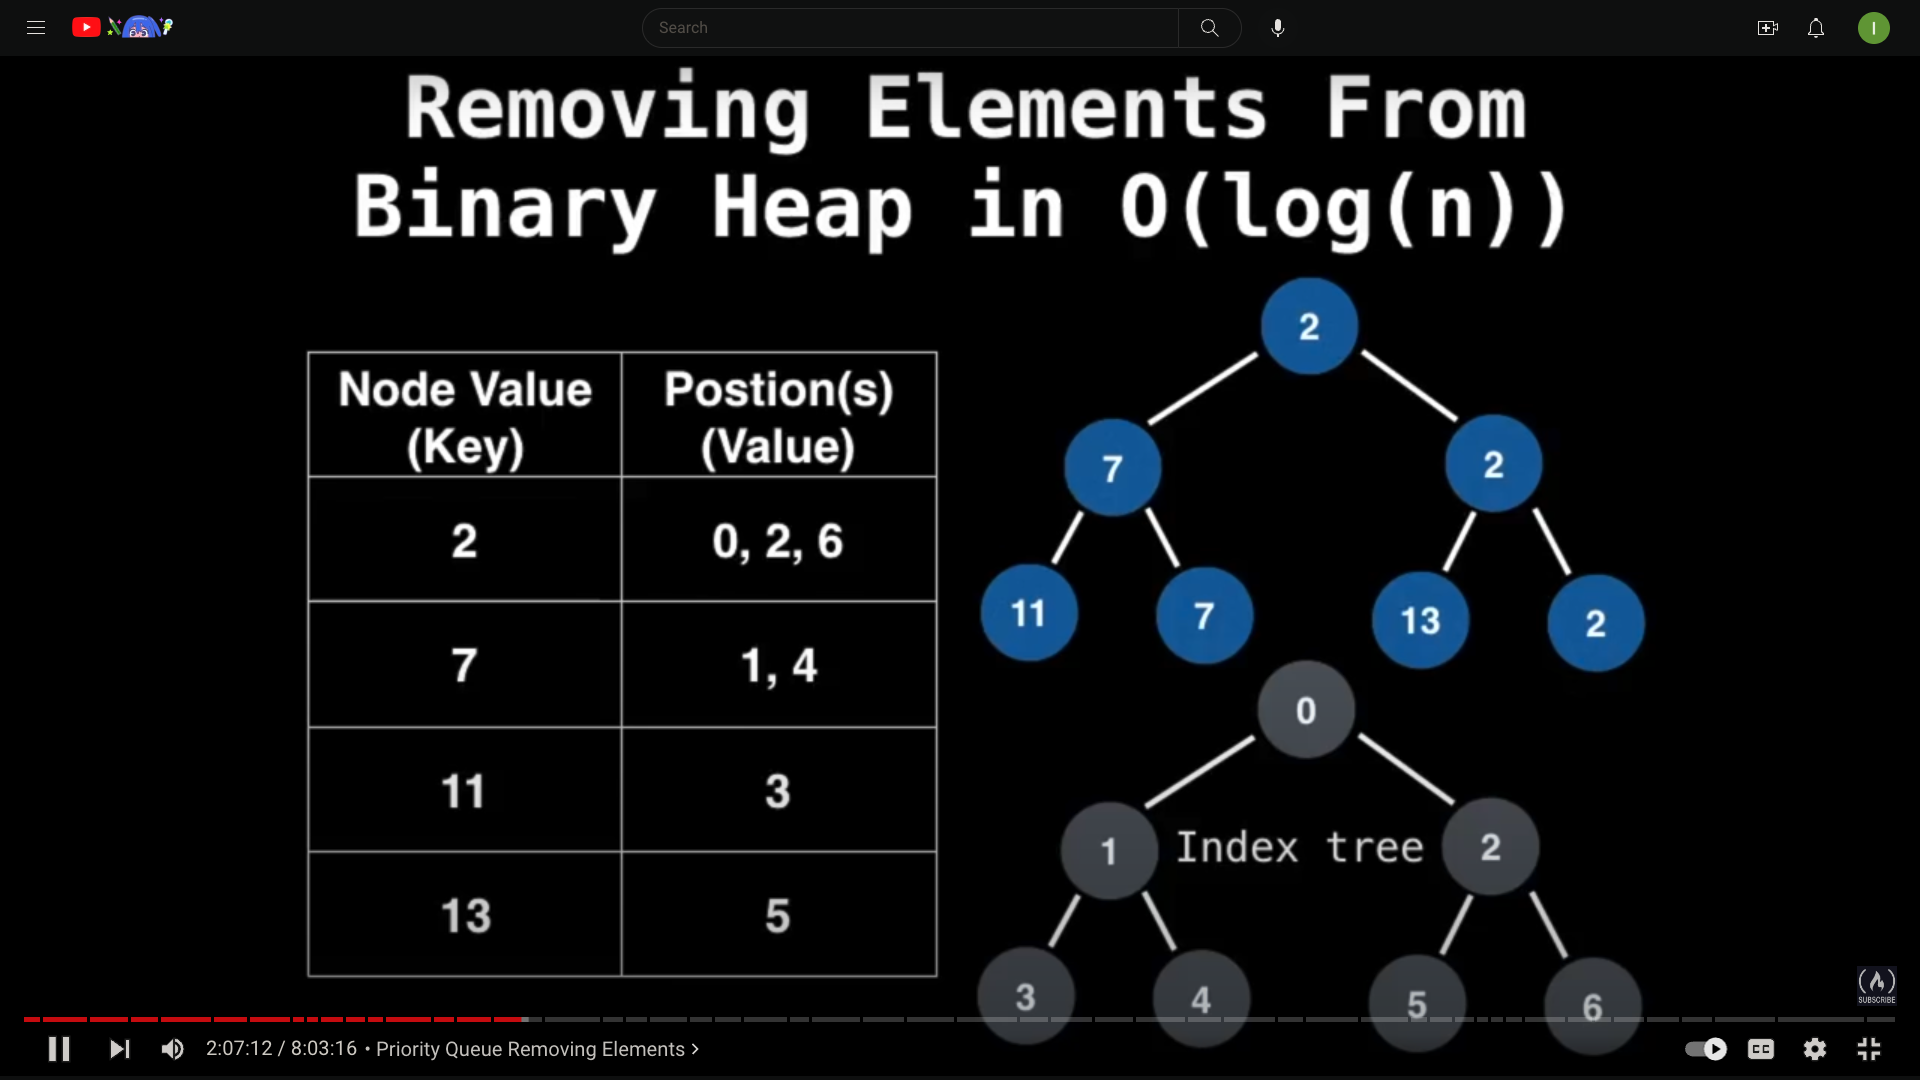 Search
I
Removing Elements From
Binary Heap in O(log(n))
Node Value
(Key)
Postion(s)
(Value)
2
0, 2, 6
7
1, 4
11
3
13
5
2
7
2
11
7
13
2
0
1
Index tree
2
3
4
5
6
SUBSCRIBE
2:07:12 / 8:03:16 • Priority Queue Removing Elements
CC